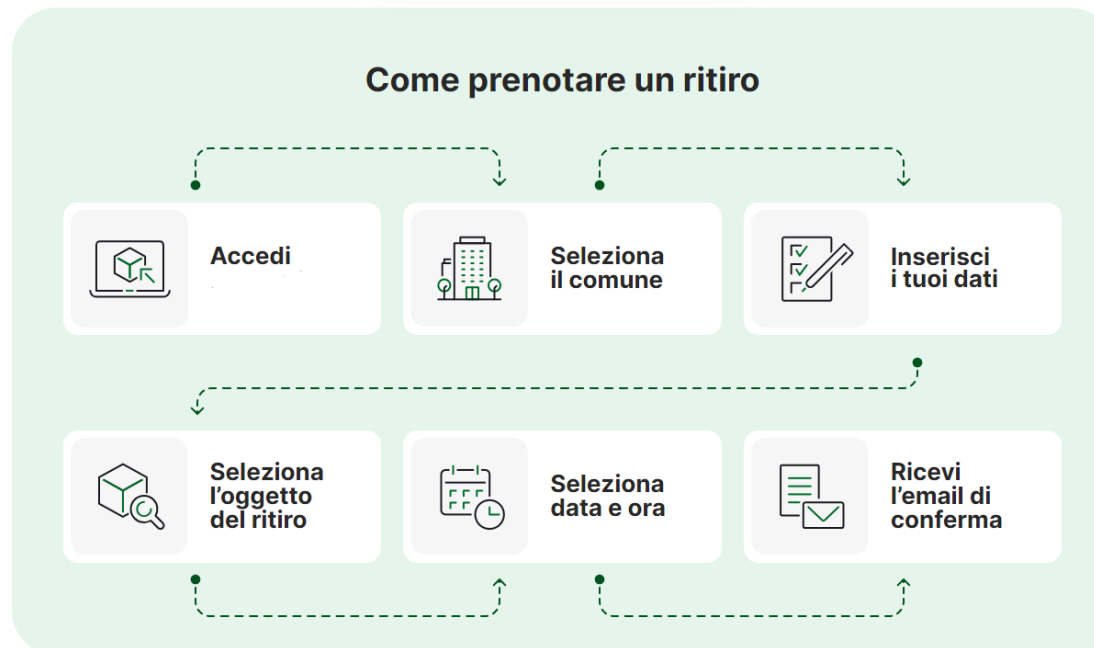 Come prenotare un ritiro
Accedi
Seleziona
il comune
Inserisci
i tuoi dati
Seleziona
l’oggetto
del ritiro
Seleziona
data e ora
Ricevi
l’email di
conferma